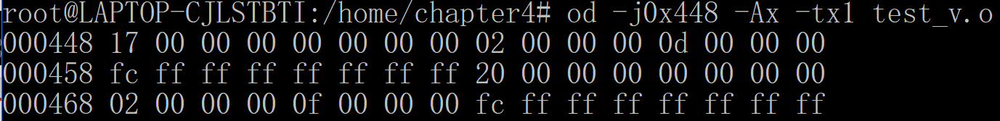 root@LAPTOP-CJLSTBTI:/home/chapter4# od -j0x448 -Ax -tx1 test_v.o
000448 17 00 00 00 00 00 00 00 02 00 00 00 0d 00 00 00
000458 fc ff ff ff ff ff ff ff 20 00 00 00 00 00 00 00
000468 02 00 00 00 0f 00 00 00 fc ff ff ff ff ff ff ff